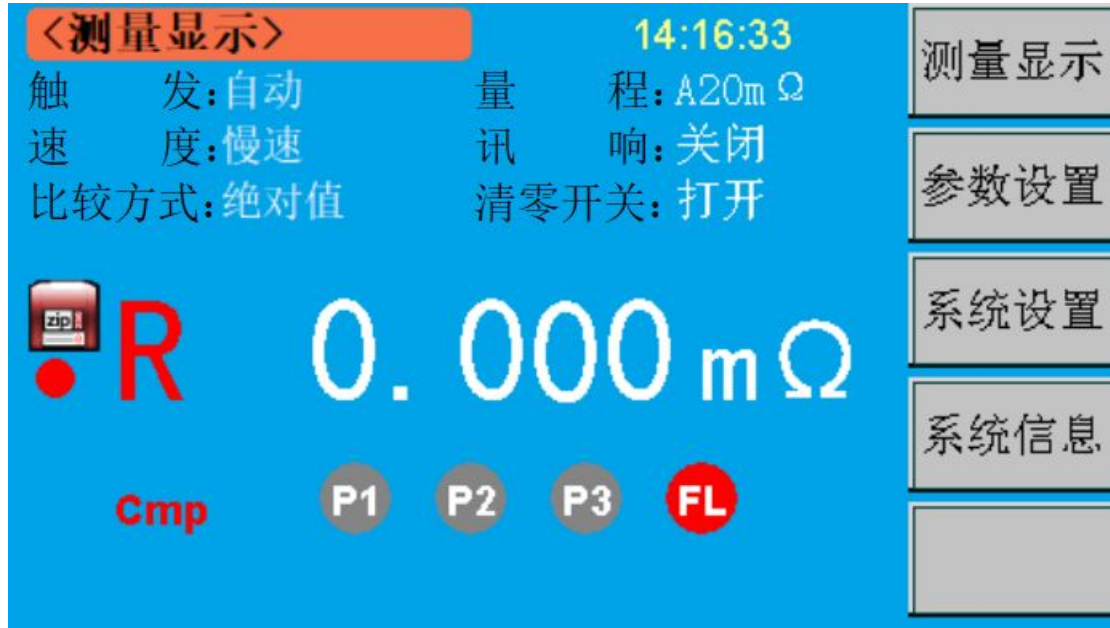 <测量显示> 14:16:33
触 发:自动 量 程:A20mΩ
速 度:慢速 讯 响:关闭
比较方式:绝对值 清零开关:打开
zip
R 0.000mΩ
Cmp P1 P2 P3 FL
测量显示
参数设置
系统设置
系统信息